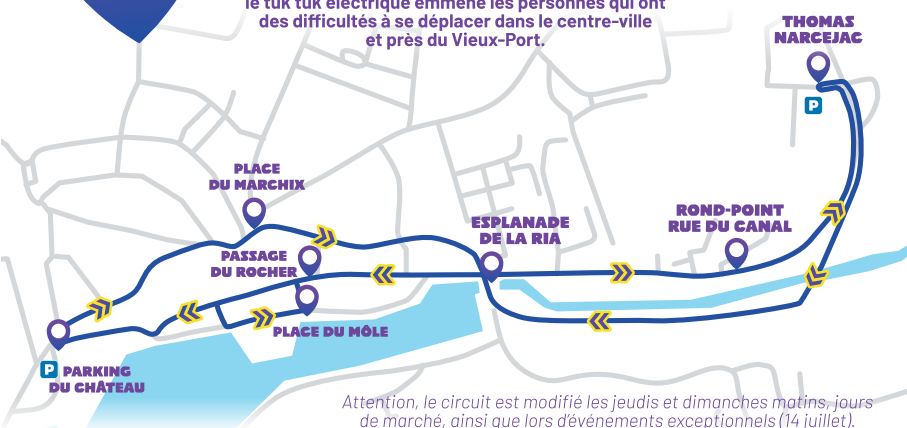 le tuk tuk électrique emmène les personnes qui ont
des difficultés à se déplacer dans le centre-ville
et près du Vieux-Port.
THOMAS
NARCEJAC
P
PLACE
DU MARCHIX
ESPLANADE
DE LA RIA
ROND-POINT
RUE DU CANAL
PASSAGE
DU ROCHER
PLACE DU MÔLE
P PARKING
DU CHÂTEAU
Attention, le circuit est modifié les jeudis et dimanches matins, jours
de marché, ainsi que lors d'événements exceptionnels (14 juillet).